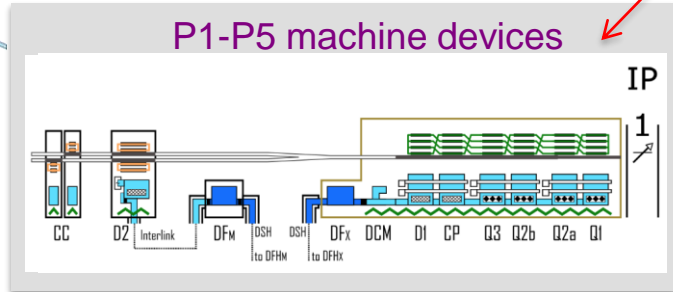 P1-P5 machine devices
IP
1
CC D2 Interlink DFM DSH DSH DFX DCM D1 CP Q3 Q2b Q2a Q1
to DFHM to DFHX